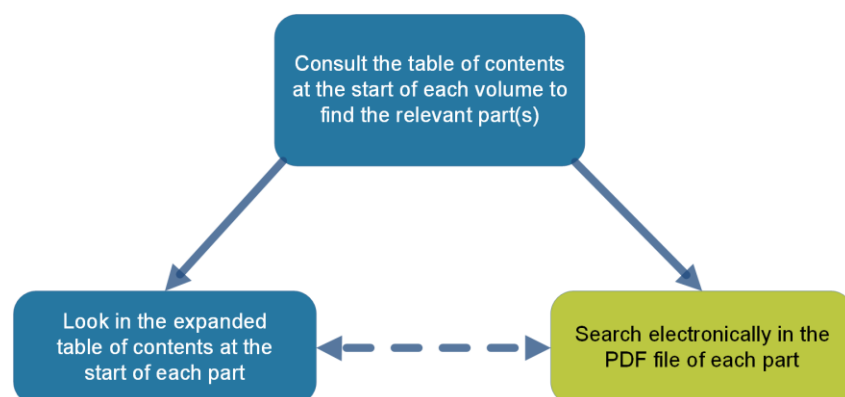 Consult the table of contents
at the start of each volume to
find the relevant part(s)
Look in the expanded
table of contents at the
start of each part
Search electronically in the
PDF file of each part